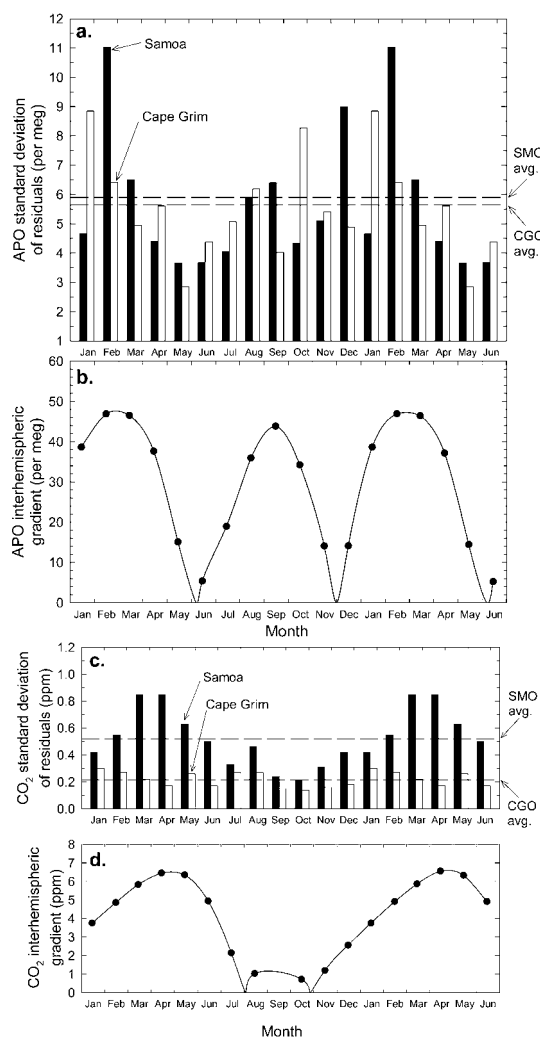 a.
Samoa
Cape Grim
SMO
avg.
CGO
avg.
APO standard deviation
of residuals (per meg)
12
11
10
9
8
7
6
5
4
3
2
1
Jan Feb Mar Apr May Jun Jul Aug Sep Oct Nov Dec Jan Feb Mar Apr May Jun
b.
APO interhemispheric
gradient (per meg)
60
50
40
30
20
10
0
Jan Feb Mar Apr May Jun Jul Aug Sep Oct Nov Dec Jan Feb Mar Apr May Jun
Month
c.
Samoa
Cape Grim
SMO
avg.
CGO
avg.
CO2 standard deviation
of residuals (ppm)
1.2
1.0
0.8
0.6
0.4
0.2
0.0
Jan Feb Mar Apr May Jun Jul Aug Sep Oct Nov Dec Jan Feb Mar Apr May Jun
d.
CO2 interhemispheric
gradient (ppm)
8
7
6
5
4
3
2
1
0
Jan Feb Mar Apr May Jun Jul Aug Sep Oct Nov Dec Jan Feb Mar Apr May Jun
Month